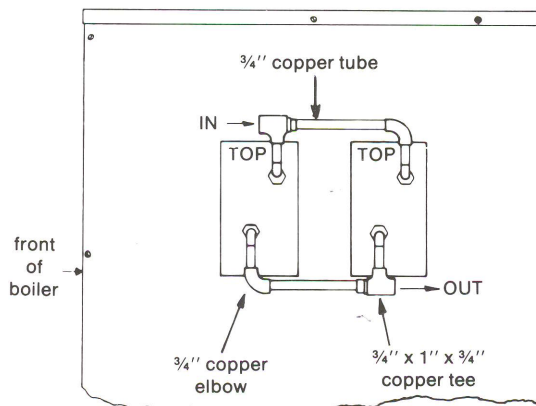 ¾'' copper tube
IN
TOP
TOP
front
of
boiler
OUT
¾'' copper
elbow
¾'' x 1'' x ¾''
copper tee